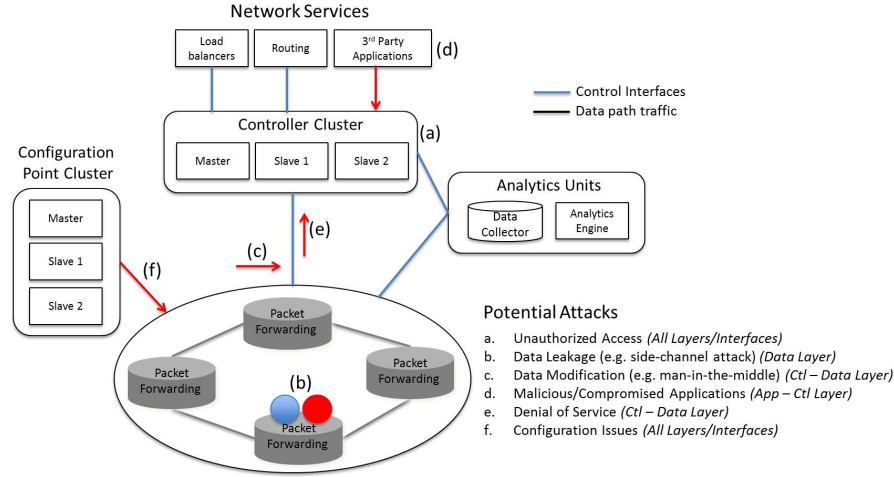 Network Services
Load
balancers
Routing
3rd Party
Applications
(d)
Control Interfaces
Data path traffic
Controller Cluster
(a)
Master
Slave 1
Slave 2
Configuration
Point Cluster
Master
Slave 1
Slave 2
Analytics Units
Data
Collector
Analytics
Engine
(e)
(c)
(f)
Packet
Forwarding
Packet
Forwarding
Packet
Forwarding
(b)
Packet
Forwarding
Potential Attacks
a. Unauthorized Access (All Layers/Interfaces)
b. Data Leakage (e.g. side-channel attack) (Data Layer)
c. Data Modification (e.g. man-in-the-middle) (Ctl – Data Layer)
d. Malicious/Compromised Applications (App – Ctl Layer)
e. Denial of Service (Ctl – Data Layer)
f. Configuration Issues (All Layers/Interfaces)